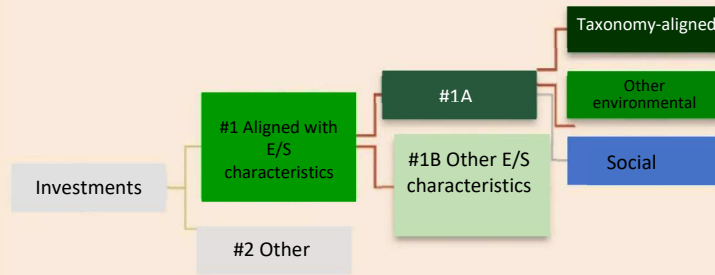 Investments
#1 Aligned with
E/S
characteristics
#2 Other
#1A
#1B Other E/S
characteristics
Taxonomy-aligned
Other
environmental
Social